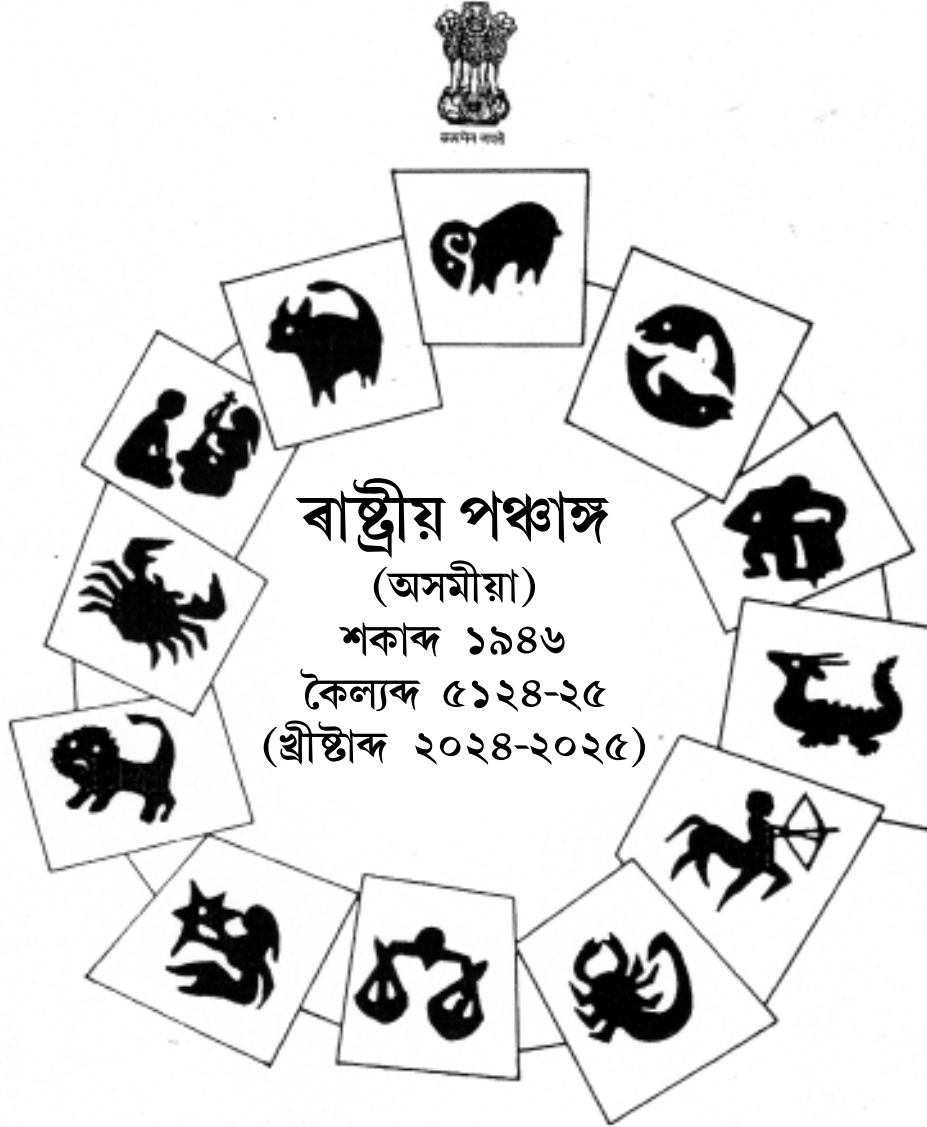 ৰাষ্ট্ৰীয় পঞ্চাঙ্গ
(অসমীয়া)
শকাব্দ ১৯৪৬
কৈল্যব্দ ৫১২৪-২৫
(খ্ৰীষ্টাব্দ ২০২৪-২০২৫)